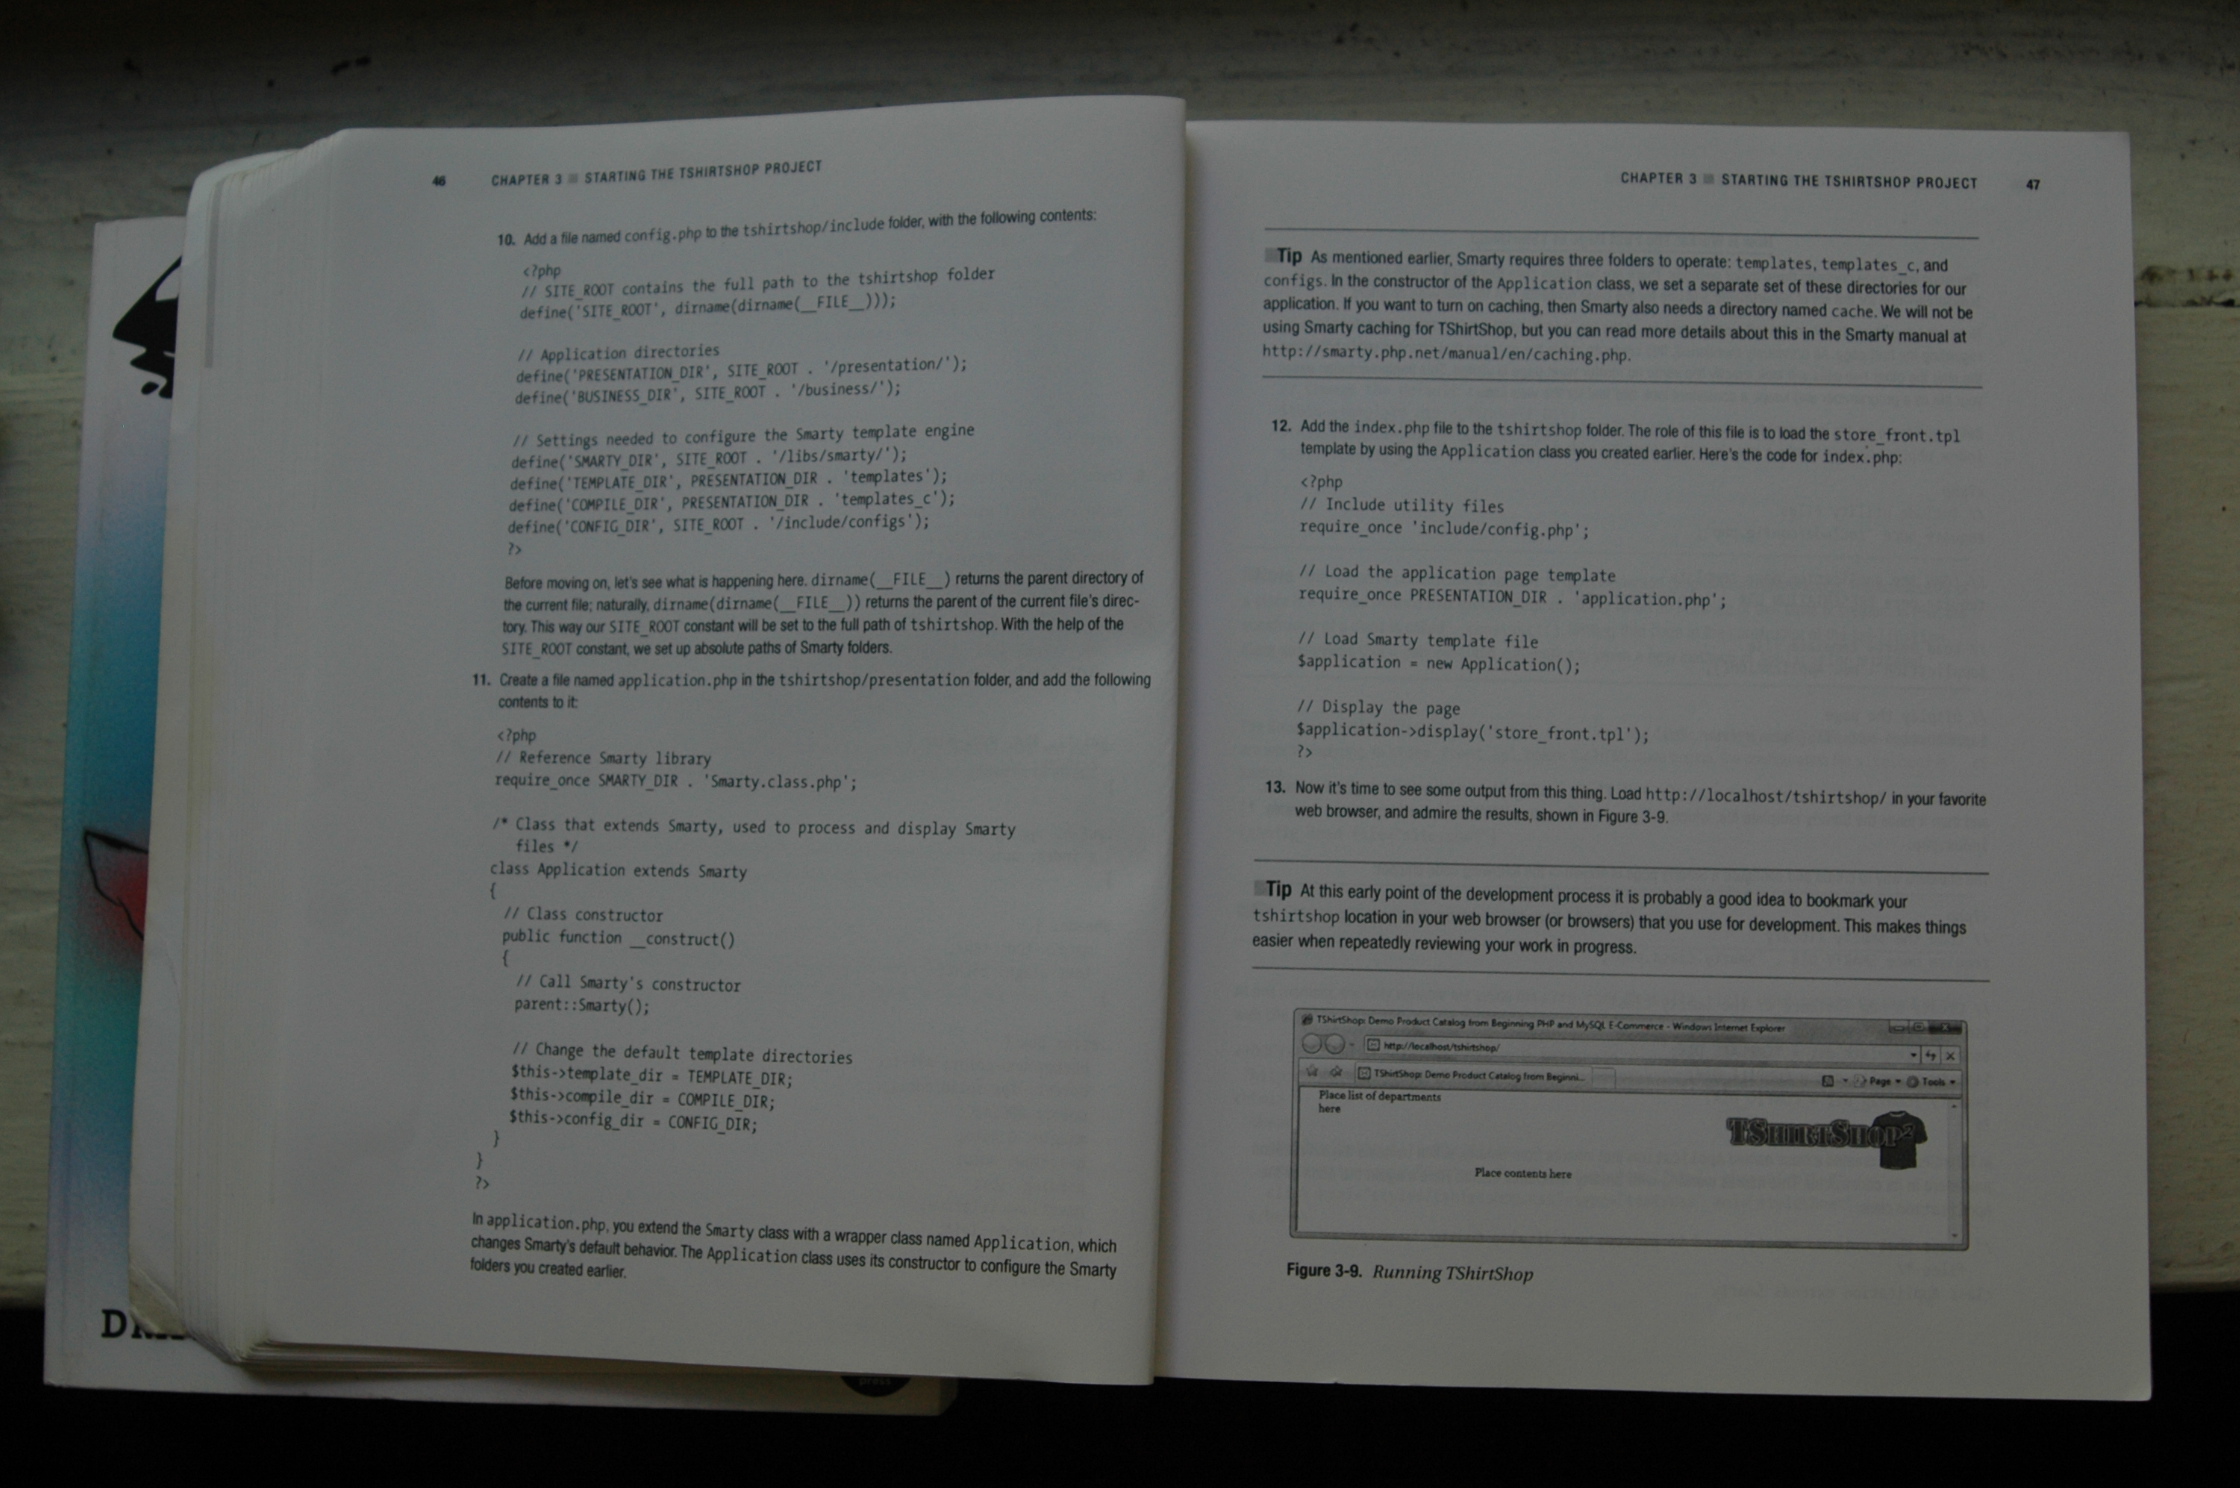 46 CHAPTER 3 ■ STARTING THE TSHIRTSHOP PROJECT
10. Add a file named config.php to the tshirtshop/include folder, with the following contents:
<?php
// SITE_ROOT contains the full path to the tshirtshop folder
define('SITE_ROOT', dirname(dirname(__FILE__)));
// Application directories
define('PRESENTATION_DIR', SITE_ROOT . '/presentation/');
define('BUSINESS_DIR', SITE_ROOT . '/business/');
// Settings needed to configure the Smarty template engine
define('SMARTY_DIR', SITE_ROOT . '/libs/smarty/');
define('TEMPLATE_DIR', PRESENTATION_DIR . 'templates');
define('COMPILE_DIR', PRESENTATION_DIR . 'templates_c');
define('CONFIG_DIR', SITE_ROOT . '/include/configs');
?>
Before moving on, let's see what is happening here. dirname(__FILE__) returns the parent directory of
the current file; naturally, dirname(dirname(__FILE__)) returns the parent of the current file's direc-
tory. This way our SITE_ROOT constant will be set to the full path of tshirtshop. With the help of the
SITE_ROOT constant, we set up absolute paths of Smarty folders.
11. Create a file named application.php in the tshirtshop/presentation folder, and add the following
contents to it:
<?php
// Reference Smarty library
require_once SMARTY_DIR . 'Smarty.class.php';
/* Class that extends Smarty, used to process and display Smarty
files */
class Application extends Smarty
{
// Class constructor
public function __construct()
{
// Call Smarty's constructor
parent::Smarty();
// Change the default template directories
$this->template_dir = TEMPLATE_DIR;
$this->compile_dir = COMPILE_DIR;
$this->config_dir = CONFIG_DIR;
}
}
?>
In application.php, you extend the Smarty class with a wrapper class named Application, which
changes Smarty's default behavior. The Application class uses its constructor to configure the Smarty
folders you created earlier.
CHAPTER 3 ■ STARTING THE TSHIRTSHOP PROJECT 47
Tip As mentioned earlier, Smarty requires three folders to operate: templates, templates_c, and
configs. In the constructor of the Application class, we set a separate set of these directories for our
application. If you want to turn on caching, then Smarty also needs a directory named cache. We will not be
using Smarty caching for TShirtShop, but you can read more details about this in the Smarty manual at
http://smarty.php.net/manual/en/caching.php.
12. Add the index.php file to the tshirtshop folder. The role of this file is to load the store_front.tpl
template by using the Application class you created earlier. Here's the code for index.php:
<?php
// Include utility files
require_once 'include/config.php';
// Load the application page template
require_once PRESENTATION_DIR . 'application.php';
// Load Smarty template file
$application = new Application();
// Display the page
$application->display('store_front.tpl');
?>
13. Now it's time to see some output from this thing. Load http://localhost/tshirtshop/ in your favorite
web browser, and admire the results, shown in Figure 3-9.
Tip At this early point of the development process it is probably a good idea to bookmark your
tshirtshop location in your web browser (or browsers) that you use for development. This makes things
easier when repeatedly reviewing your work in progress.
TShirtShop: Demo Product Catalog from Beginning PHP and MySQL E-Commerce - Windows Internet Explorer
http://localhost/tshirtshop/
TShirtShop: Demo Product Catalog from Beginni...
Page Tools
Place list of departments
here
TSHIRTSHOP
Place contents here
Figure 3-9. Running TShirtShop
press